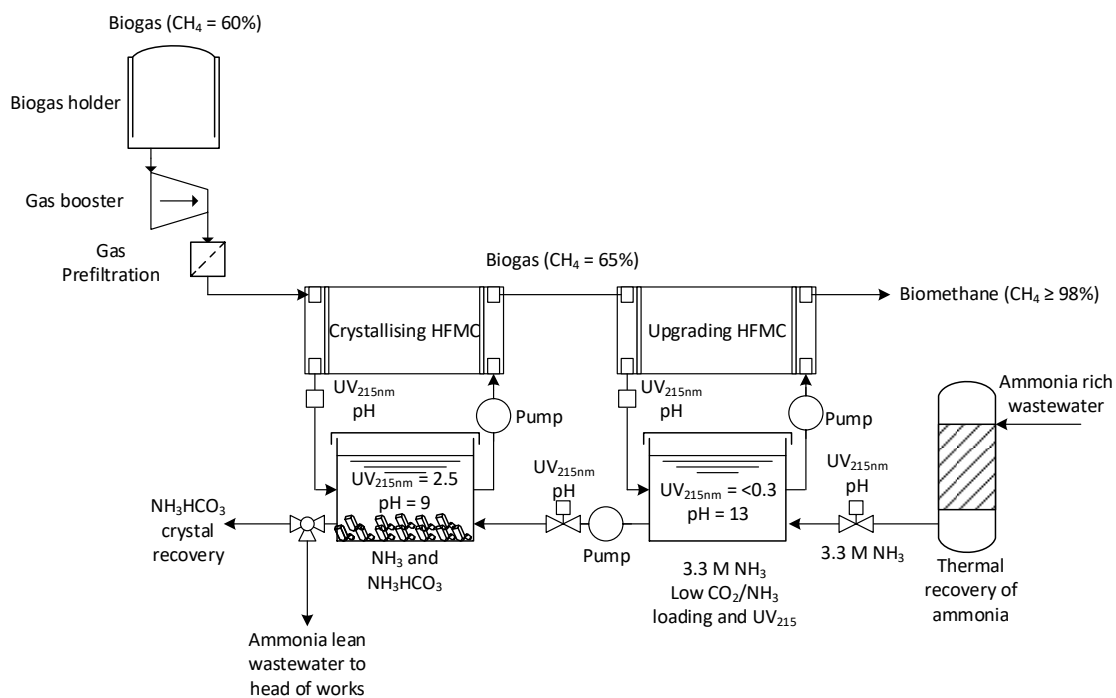 Biogas (CH₄ = 60%)
Biogas holder
Gas booster
Gas
Prefiltration
Biogas (CH₄ = 65%)
Crystallising HFMC
Upgrading HFMC
Biomethane (CH₄ ≥ 98%)
UV₂₁₅ₙₘ
pH
Pump
UV₂₁₅ₙₘ
pH
Pump
Ammonia rich
wastewater
UV₂₁₅ₙₘ = 2.5
pH = 9
UV₂₁₅ₙₘ
pH
UV₂₁₅ₙₘ = <0.3
pH = 13
UV₂₁₅ₙₘ
pH
NH₃HCO₃
crystal
recovery
NH₃ and
NH₃HCO₃
Pump
3.3 M NH₃
Low CO₂/NH₃
loading and UV₂₁₅
3.3 M NH₃
Thermal
recovery of
ammonia
Ammonia lean
wastewater to
head of works